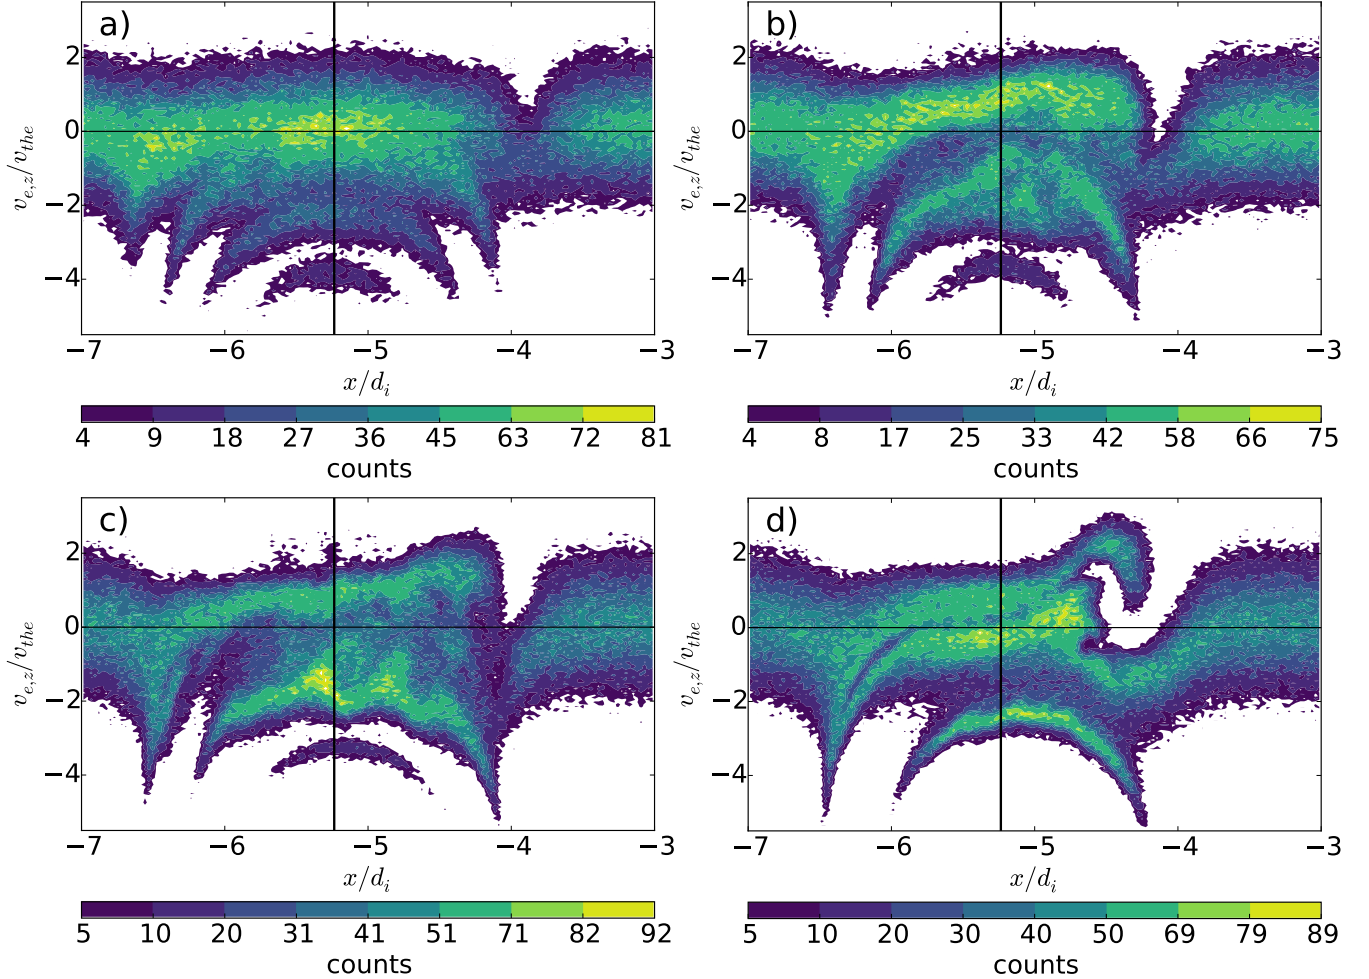 a)
2
0
−2
−4
v_{e,z}/v_{the}
−7 −6 −5 −4 −3
x/d_i
4 9 18 27 36 45 63 72 81
counts
b)
2
0
−2
−4
v_{e,z}/v_{the}
−7 −6 −5 −4 −3
x/d_i
4 8 17 25 33 42 58 66 75
counts
c)
2
0
−2
−4
v_{e,z}/v_{the}
−7 −6 −5 −4 −3
x/d_i
5 10 20 31 41 51 71 82 92
counts
d)
2
0
−2
−4
v_{e,z}/v_{the}
−7 −6 −5 −4 −3
x/d_i
5 10 20 30 40 50 69 79 89
counts